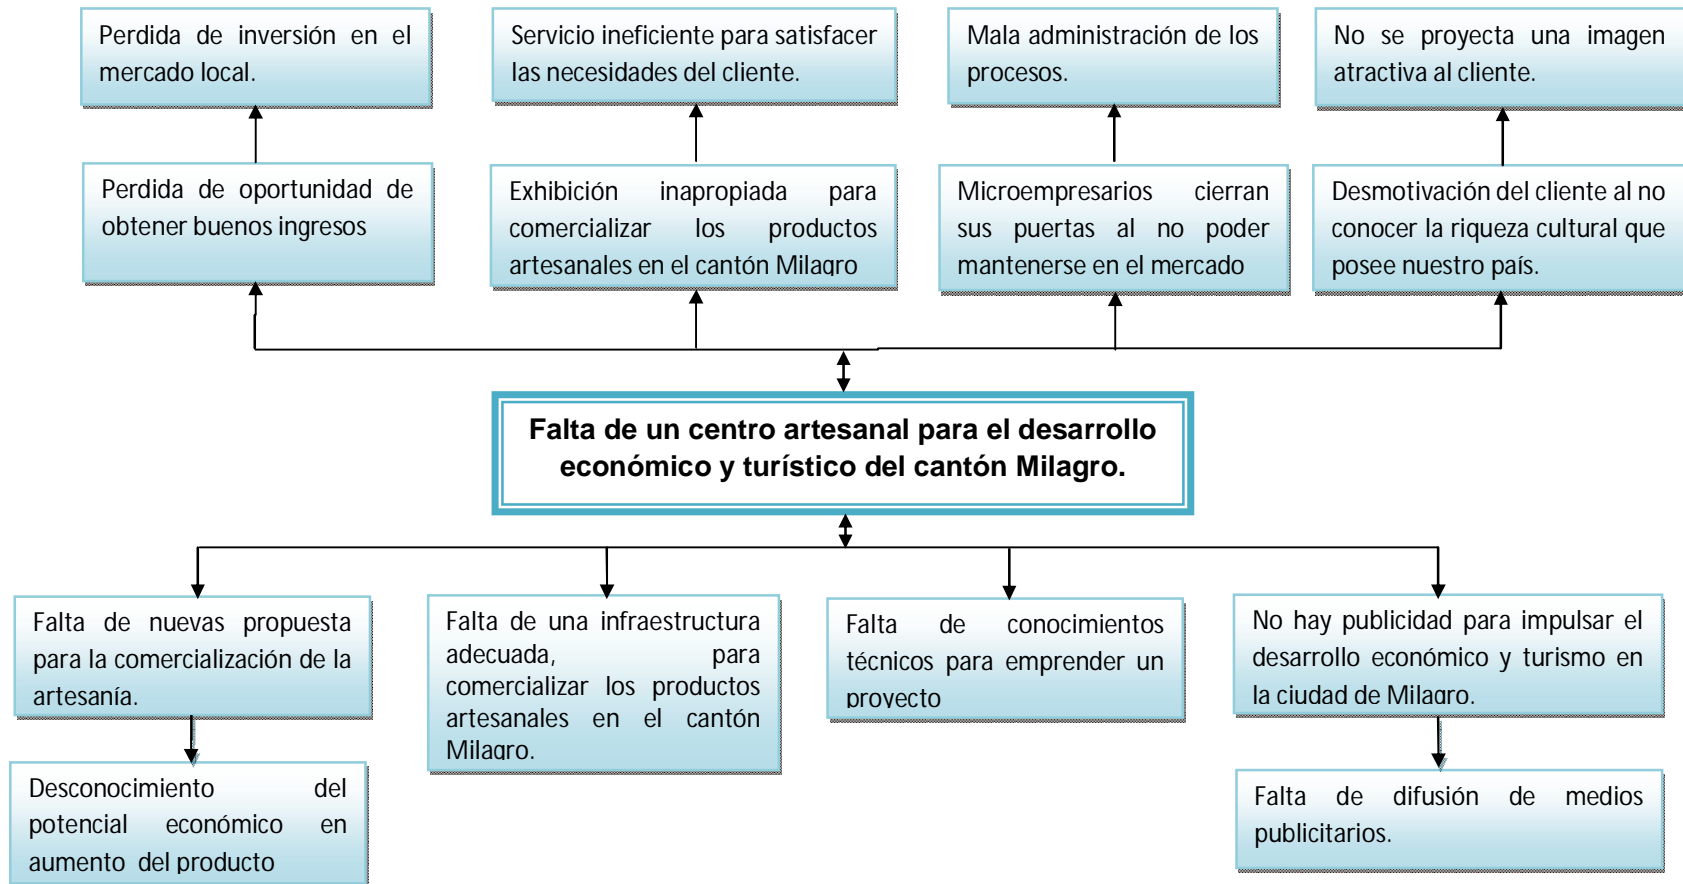 Perdida de inversión en el
mercado local.
Servicio ineficiente para satisfacer
las necesidades del cliente.
Mala administración de los
procesos.
No se proyecta una imagen
atractiva al cliente.
Perdida de oportunidad de
obtener buenos ingresos
Exhibición inapropiada para
comercializar los productos
artesanales en el cantón Milagro
Microempresarios cierran
sus puertas al no poder
mantenerse en el mercado
Desmotivación del cliente al no
conocer la riqueza cultural que
posee nuestro país.
Falta de un centro artesanal para el desarrollo
económico y turístico del cantón Milagro.
Falta de nuevas propuesta
para la comercialización de la
artesanía.
Falta de una infraestructura
adecuada, para
comercializar los productos
artesanales en el cantón
Milagro.
Falta de conocimientos
técnicos para emprender un
proyecto
No hay publicidad para impulsar el
desarrollo económico y turismo en
la ciudad de Milagro.
Desconocimiento del
potencial económico en
aumento del producto
Falta de difusión de medios
publicitarios.